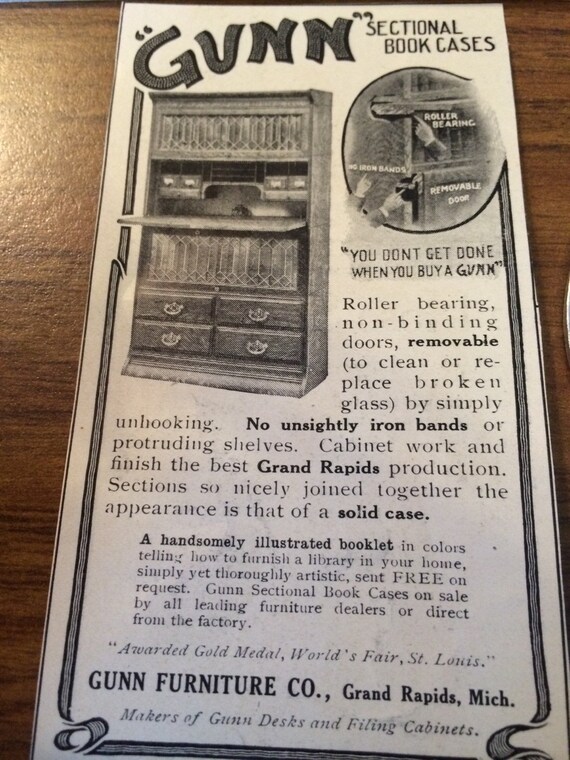 "GUNN" SECTIONAL
BOOK CASES
ROLLER
BEARING
NO IRON BANDS
REMOVABLE
DOOR
"YOU DONT GET DONE
WHEN YOU BUY A GUNN"
Roller bearing,
non-binding
doors, removable
(to clean or re-
place broken
glass) by simply
unhooking. No unsightly iron bands or
protruding shelves. Cabinet work and
finish the best Grand Rapids production.
Sections so nicely joined together the
appearance is that of a solid case.
A handsomely illustrated booklet in colors
telling how to furnish a library in your home,
simply yet thoroughly artistic, sent FREE on
request. Gunn Sectional Book Cases on sale
by all leading furniture dealers or direct
from the factory.
"Awarded Gold Medal, World's Fair, St. Louis."
GUNN FURNITURE CO., Grand Rapids, Mich.
Makers of Gunn Desks and Filing Cabinets.